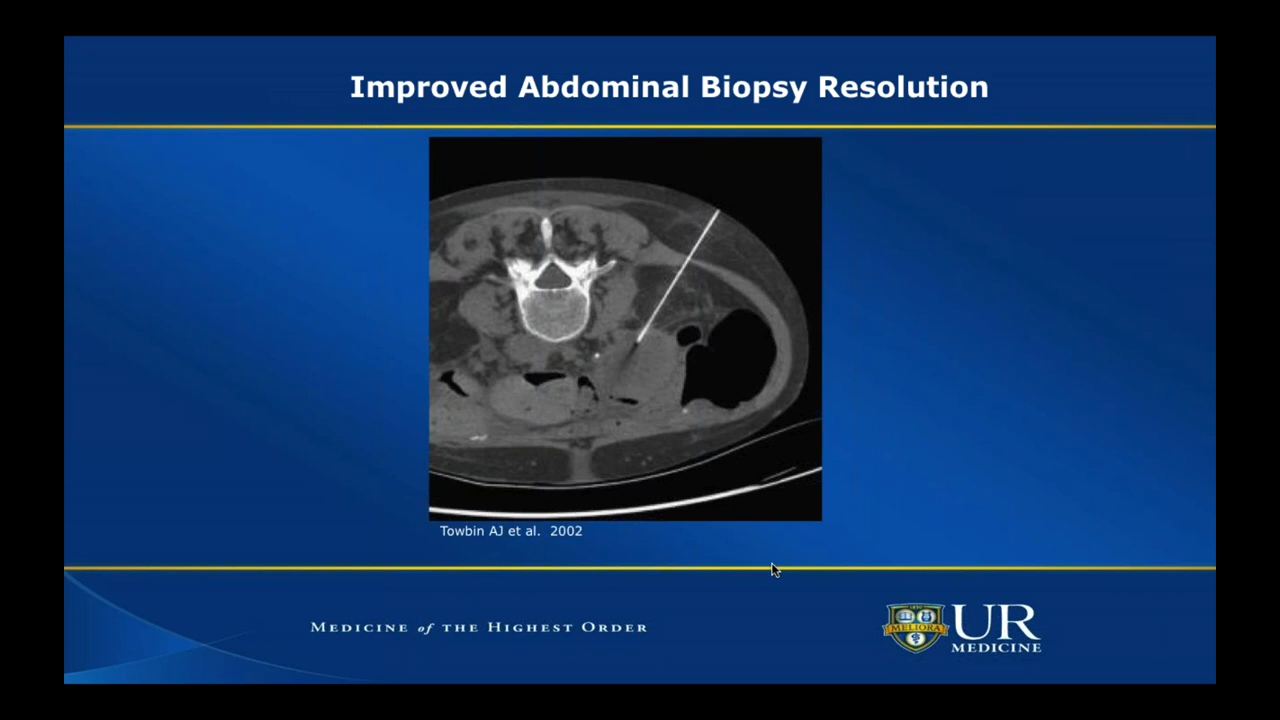 Improved Abdominal Biopsy Resolution
Towbin AJ et al. 2002
MEDICINE of THE HIGHEST ORDER
MELIORA
UR
MEDICINE